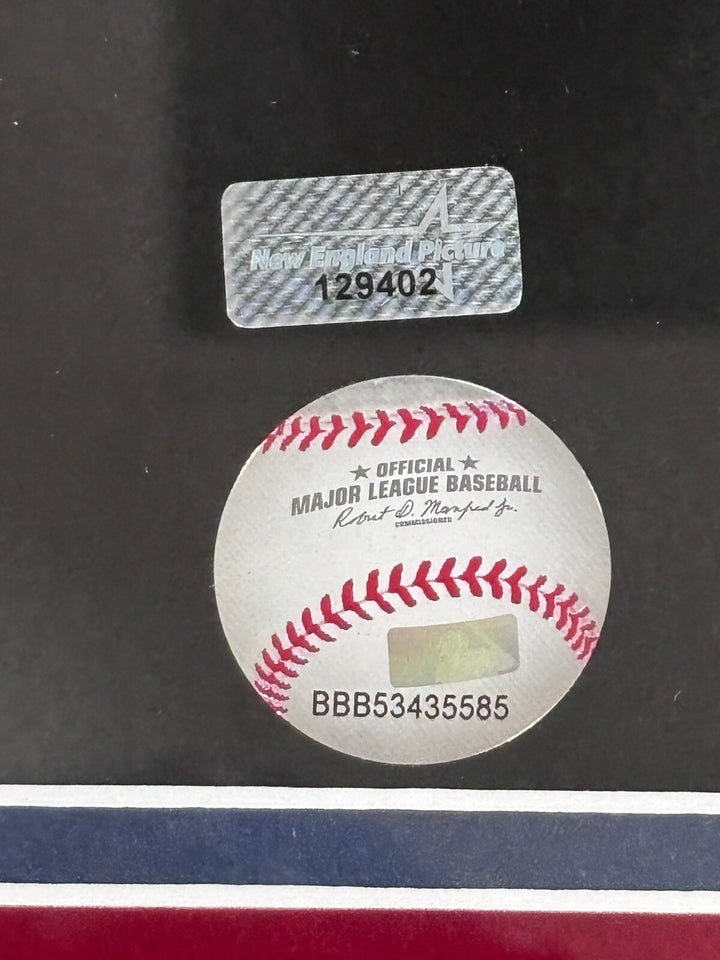 New England Picture
129402
OFFICIAL
MAJOR LEAGUE BASEBALL
Robert D. Manfred Jr.
COMMISSIONER
BBB53435585